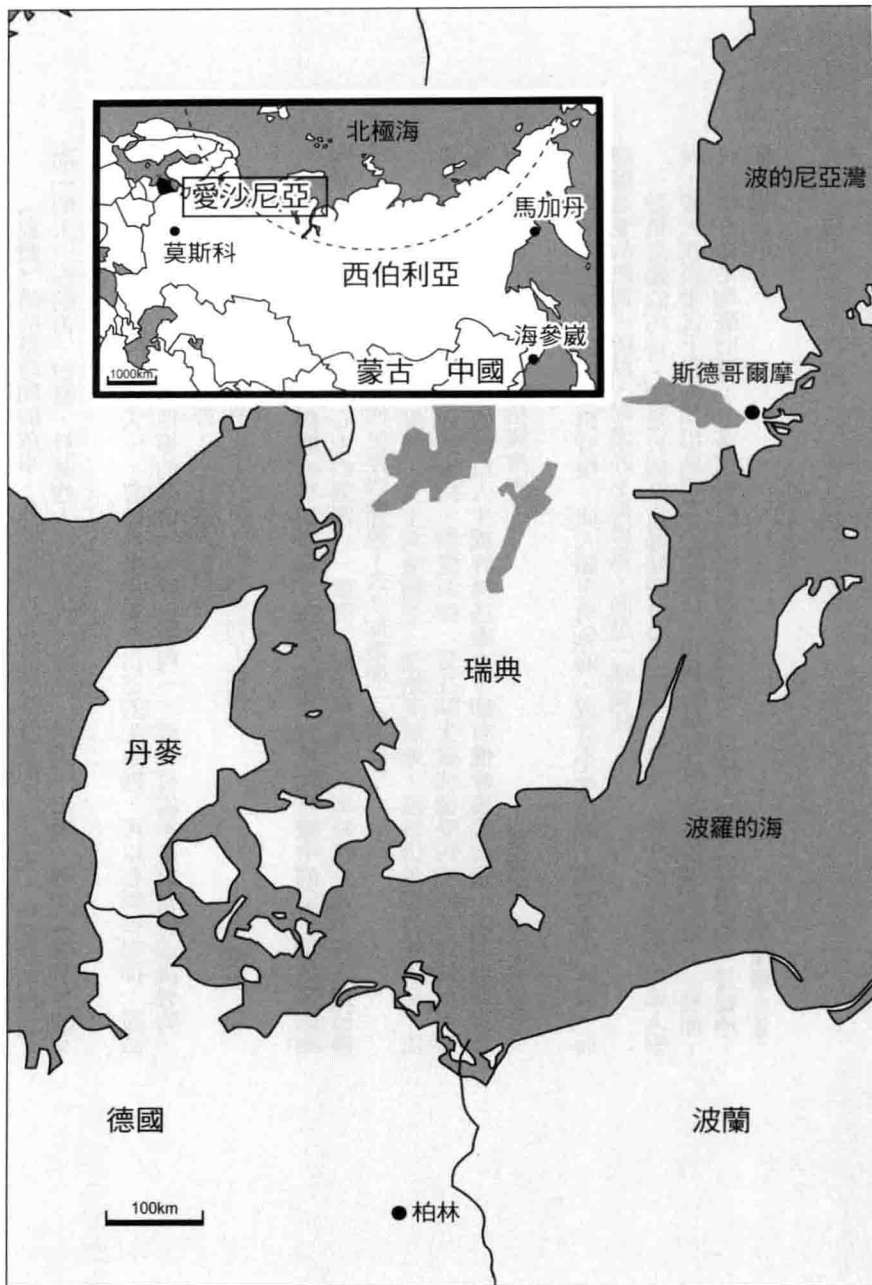 北極海
愛沙尼亞
莫斯科
馬加丹
西伯利亞
海參崴
蒙古 中國
1000km
波的尼亞灣
斯德哥爾摩
瑞典
丹麥
波羅的海
德國
波蘭
100km
柏林